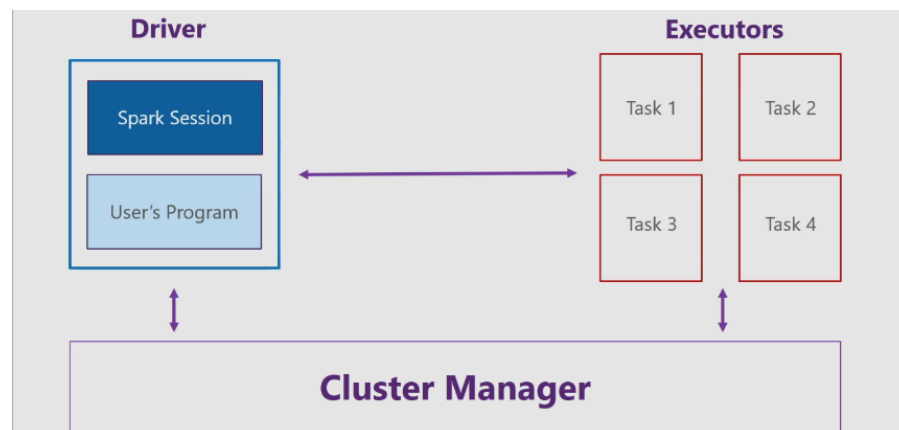 Driver
Executors
Spark Session
User's Program
Task 1
Task 2
Task 3
Task 4
Cluster Manager